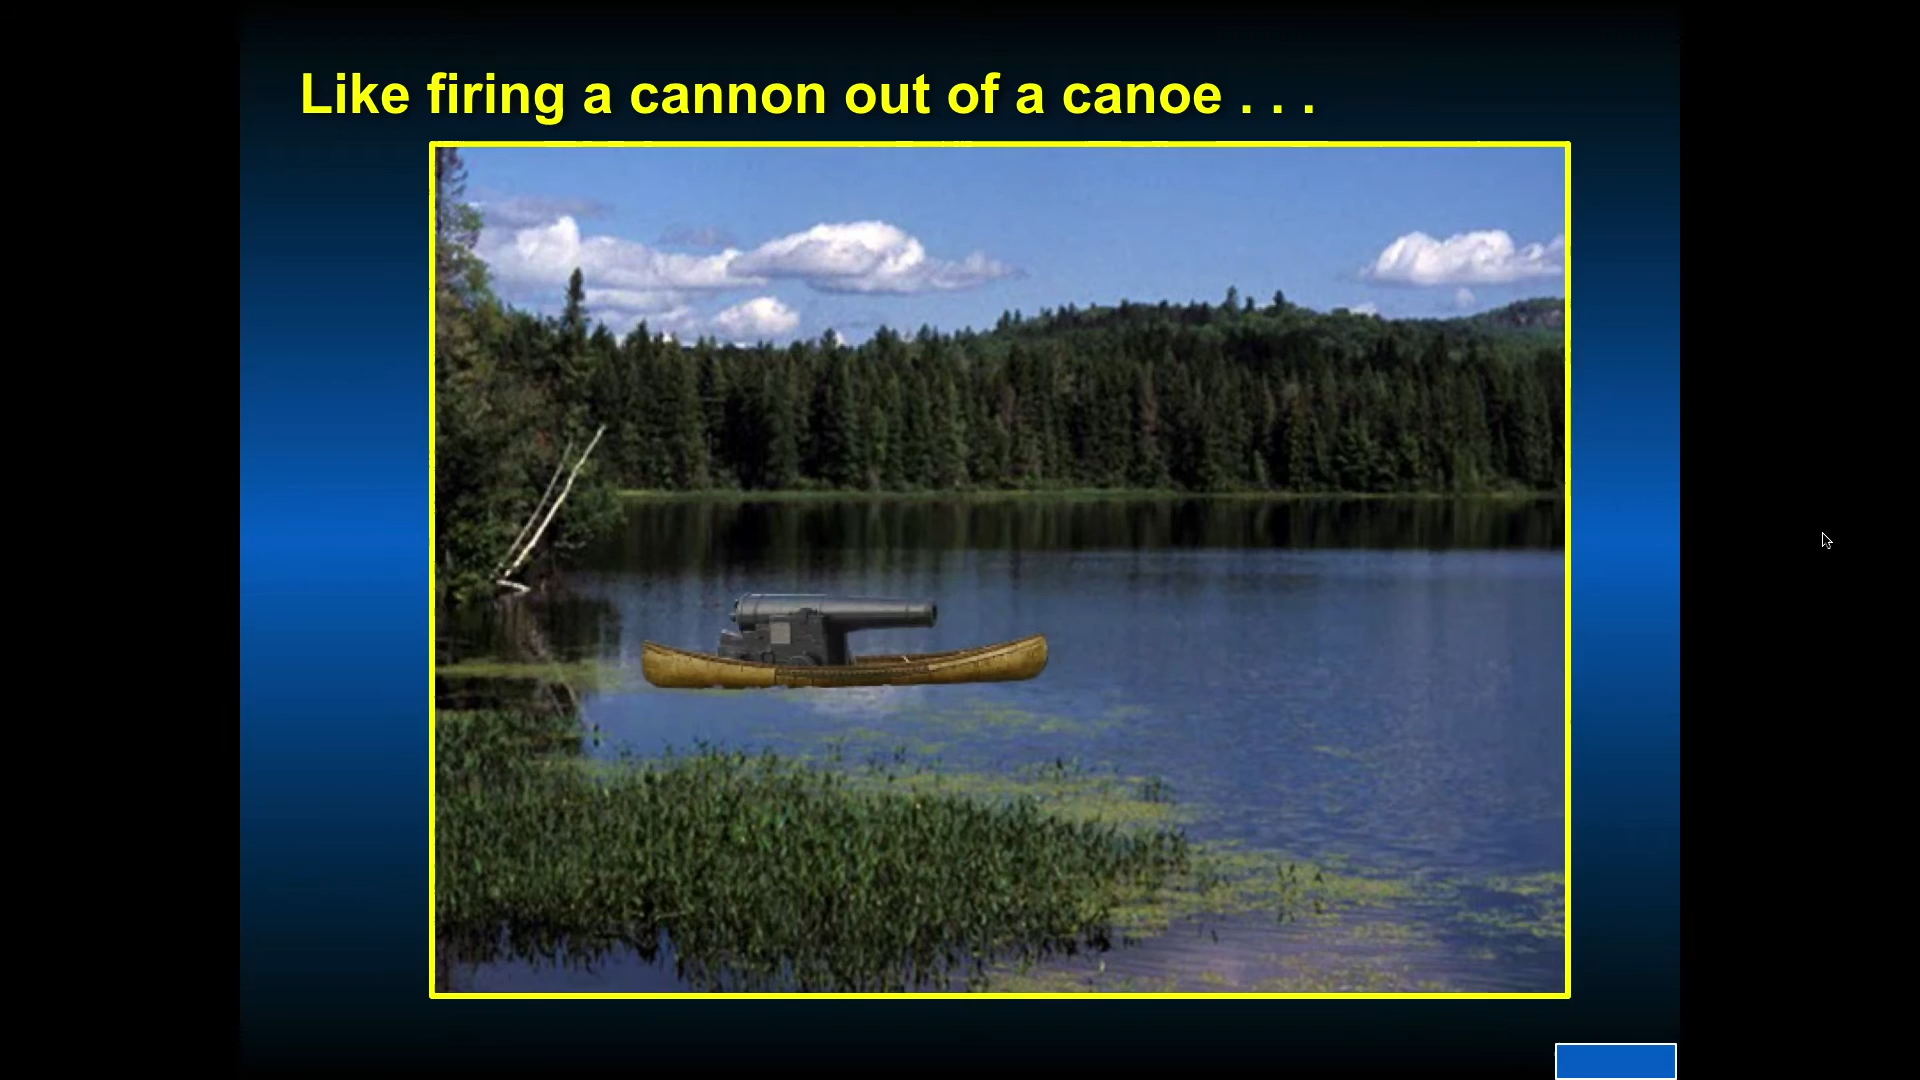 Like firing a cannon out of a canoe . . .